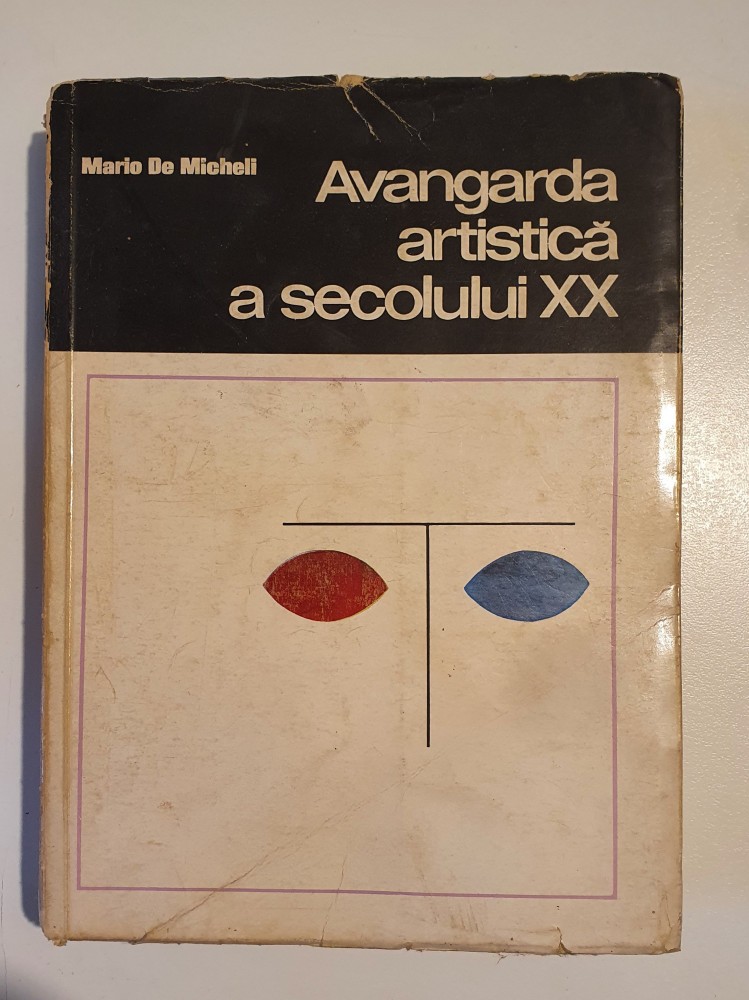 Mario De Micheli
Avangarda
artistică
a secolului XX